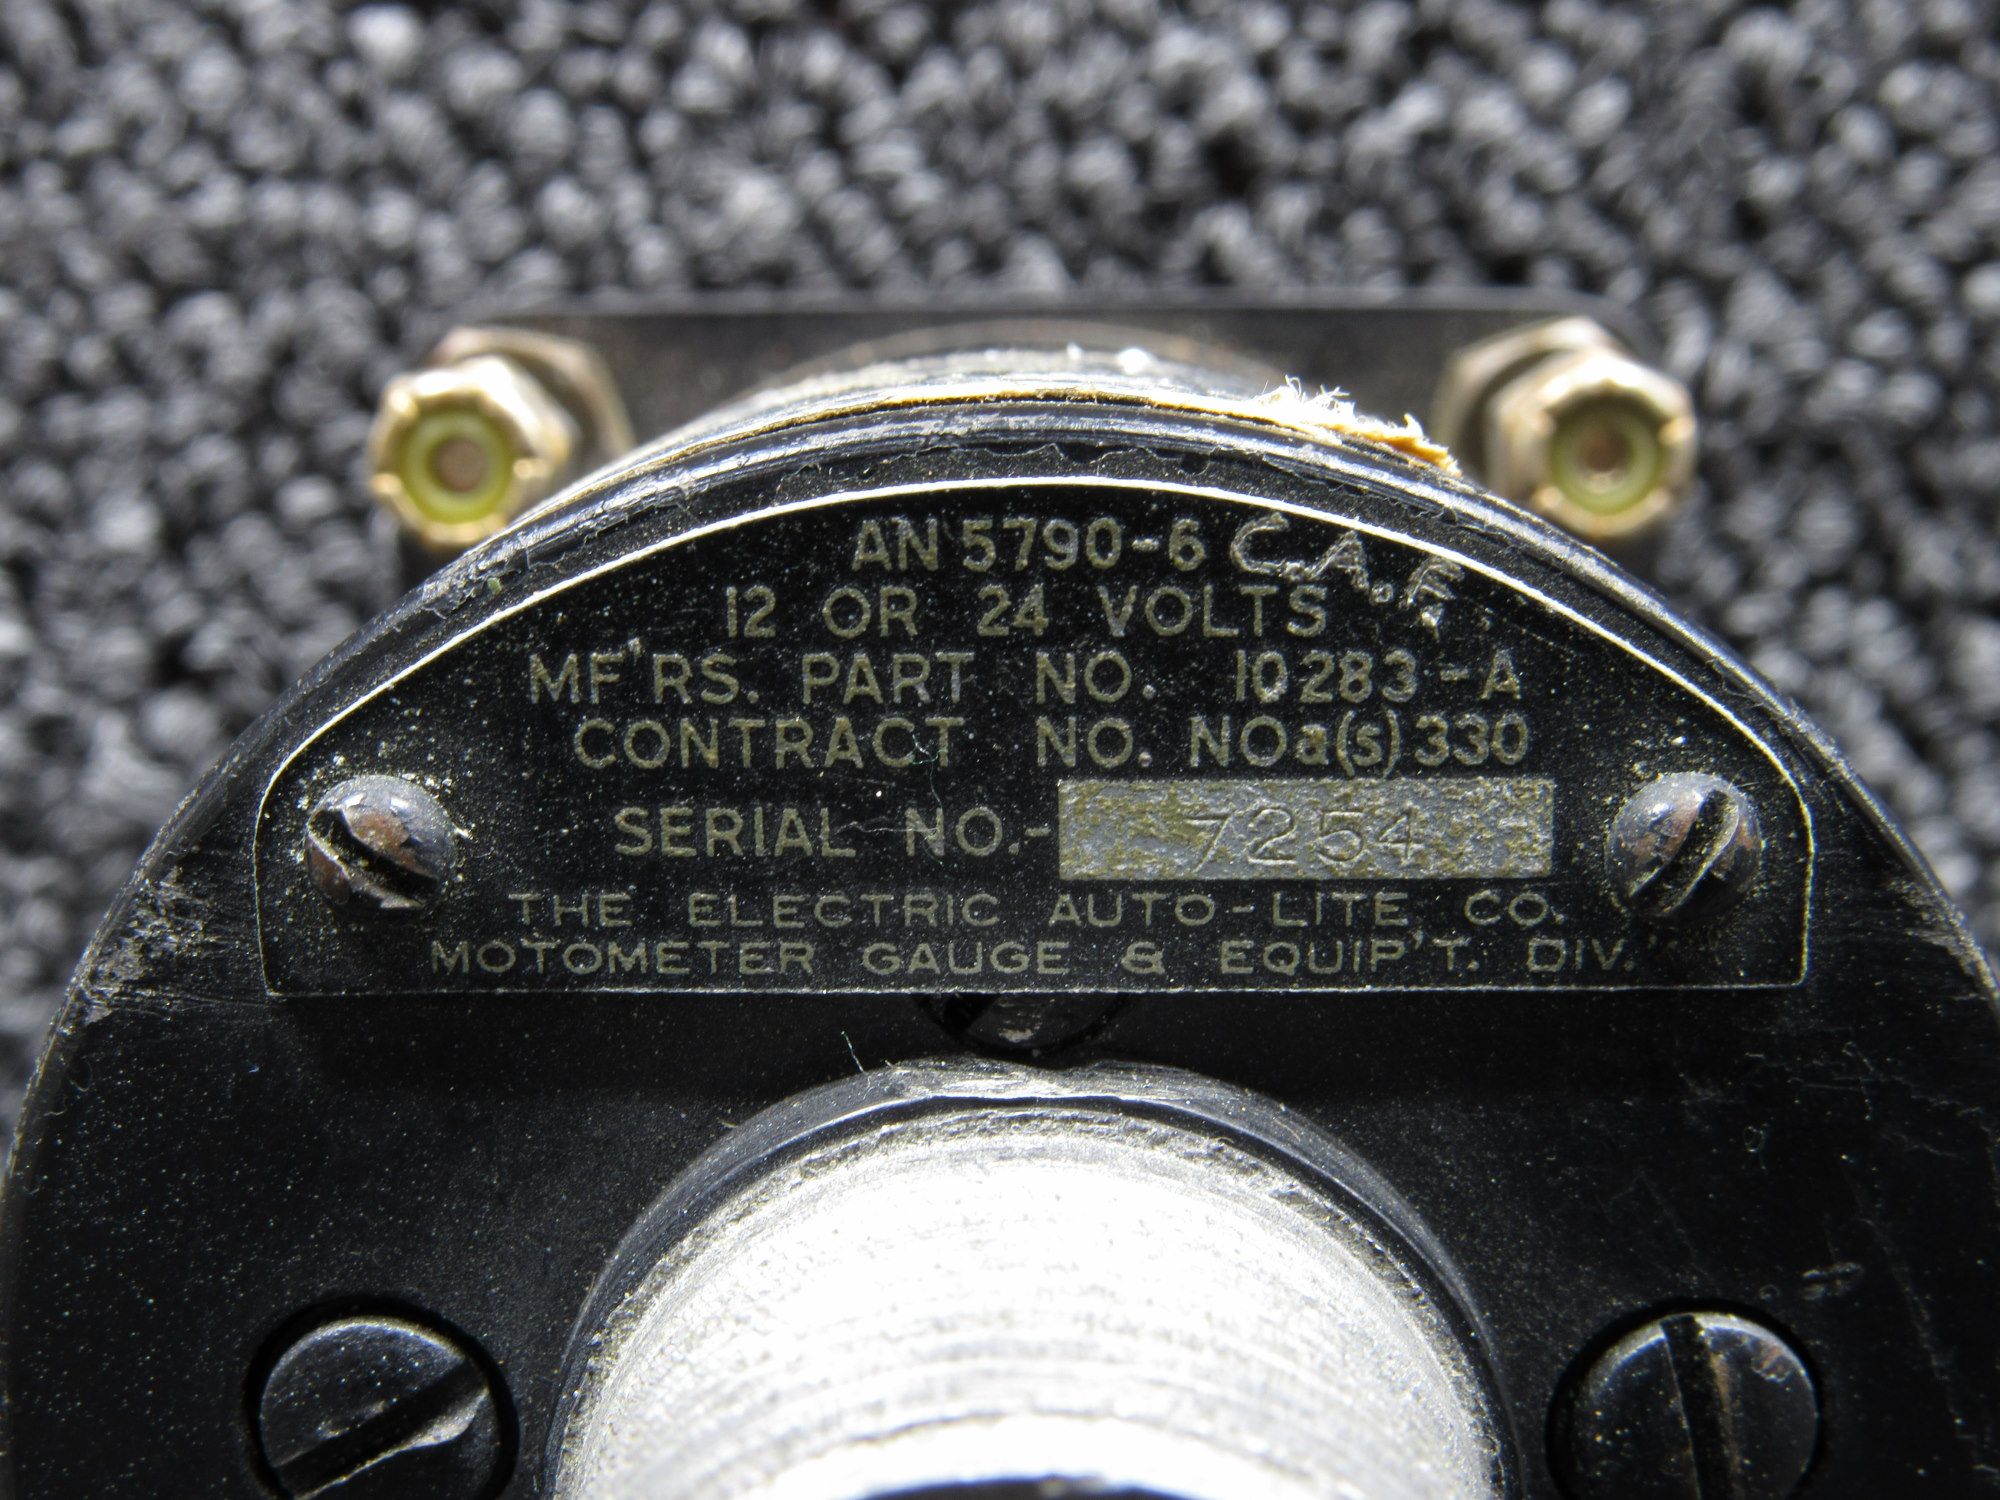 AN 5790-6 C.A.F.
12 OR 24 VOLTS
MF'RS. PART NO. 10283-A
CONTRACT NO. NOa(s)330
SERIAL NO.- 7254
THE ELECTRIC AUTO-LITE CO.
MOTOMETER GAUGE & EQUIP'T. DIV.